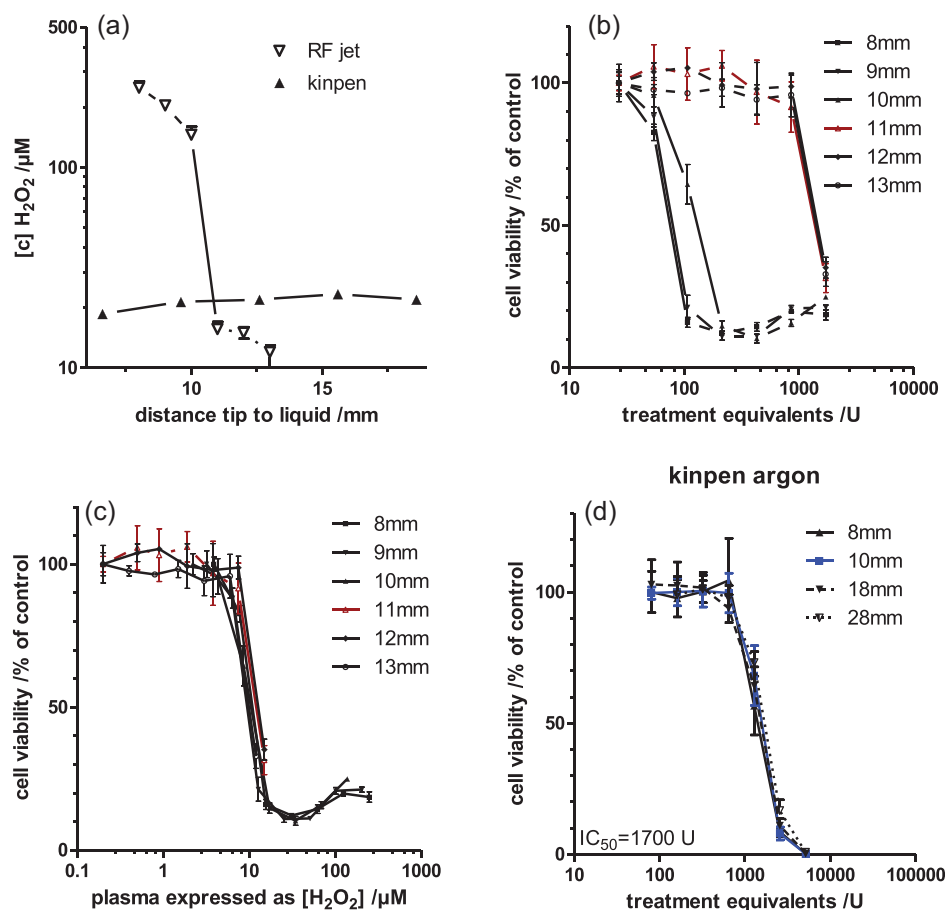 (a)
500
100
10
[c] H₂O₂ /µM
RF jet
kinpen
10
15
distance tip to liquid /mm
(b)
100
50
0
cell viability /% of control
8mm
9mm
10mm
11mm
12mm
13mm
10
100
1000
10000
treatment equivalents /U
(c)
100
50
0
cell viability /% of control
8mm
9mm
10mm
11mm
12mm
13mm
0.1
1
10
100
1000
plasma expressed as [H₂O₂] /µM
kinpen argon
(d)
100
50
0
cell viability /% of control
8mm
10mm
18mm
28mm
IC₅₀=1700 U
10
100
1000
10000
100000
treatment equivalents /U